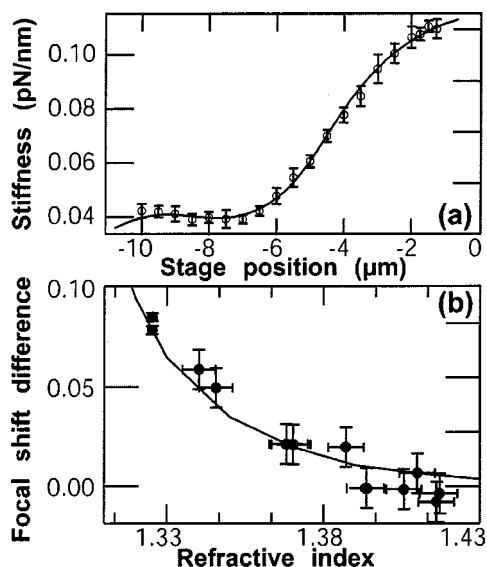 0.10
0.08
0.06
0.04
Stiffness (pN/nm)
(a)
-10 -8 -6 -4 -2 0
Stage position (µm)
0.10
0.05
0.00
Focal shift difference
(b)
1.33 1.38 1.43
Refractive index